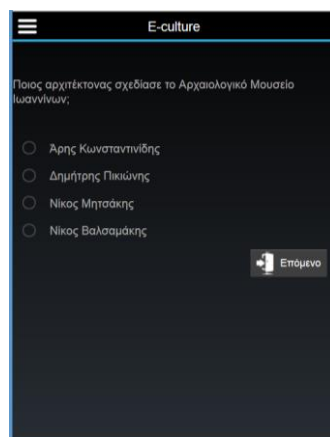 E-culture
Ποιος αρχιτέκτονας σχεδίασε το Αρχαιολογικό Μουσείο
Ιωαννίνων;
Άρης Κωνσταντινίδης
Δημήτρης Πικιώνης
Νίκος Μητσάκης
Νίκος Βαλσαμάκης
Επόμενο